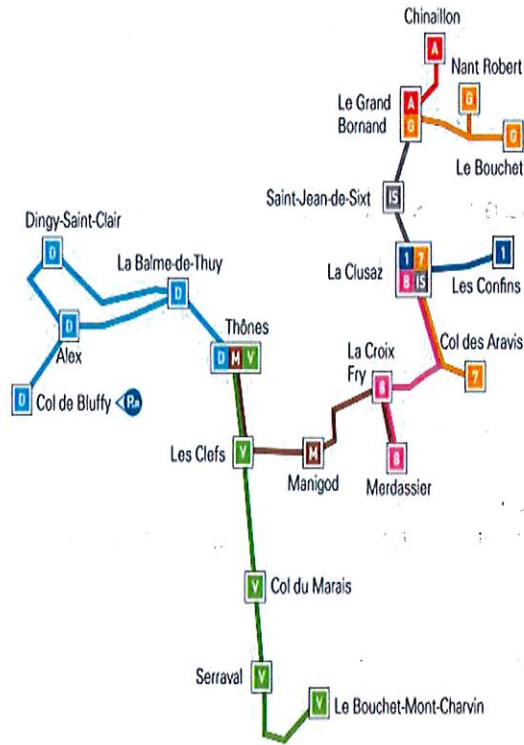 Chinaillon
A
Nant Robert
G
Le Grand
Bornand
A
G
G
Le Bouchet
Saint-Jean-de-Sixt
IS
Dingy-Saint-Clair
D
La Clusaz
1 7
8 IS
1
Les Confins
La Balme-de-Thuy
D
Thônes
D M V
D
Alex
D
Col de Bluffy
P.R
La Croix
Fry
8
Col des Aravis
7
Les Clefs
V
M
Manigod
8
Merdassier
V
Col du Marais
Serraval
V
V
Le Bouchet-Mont-Charvin